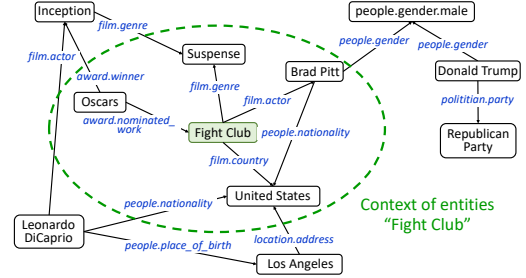 Inception
people.gender.male
film.genre
film.actor
Suspense
people.gender
people.gender
award.winner
Brad Pitt
Donald Trump
film.genre
film.actor
Oscars
polititian.party
award.nominated_
work
Fight Club
people.nationality
Republican
Party
film.country
people.nationality
United States
Context of entities
“Fight Club”
Leonardo
DiCaprio
people.place_of_birth
location.address
Los Angeles